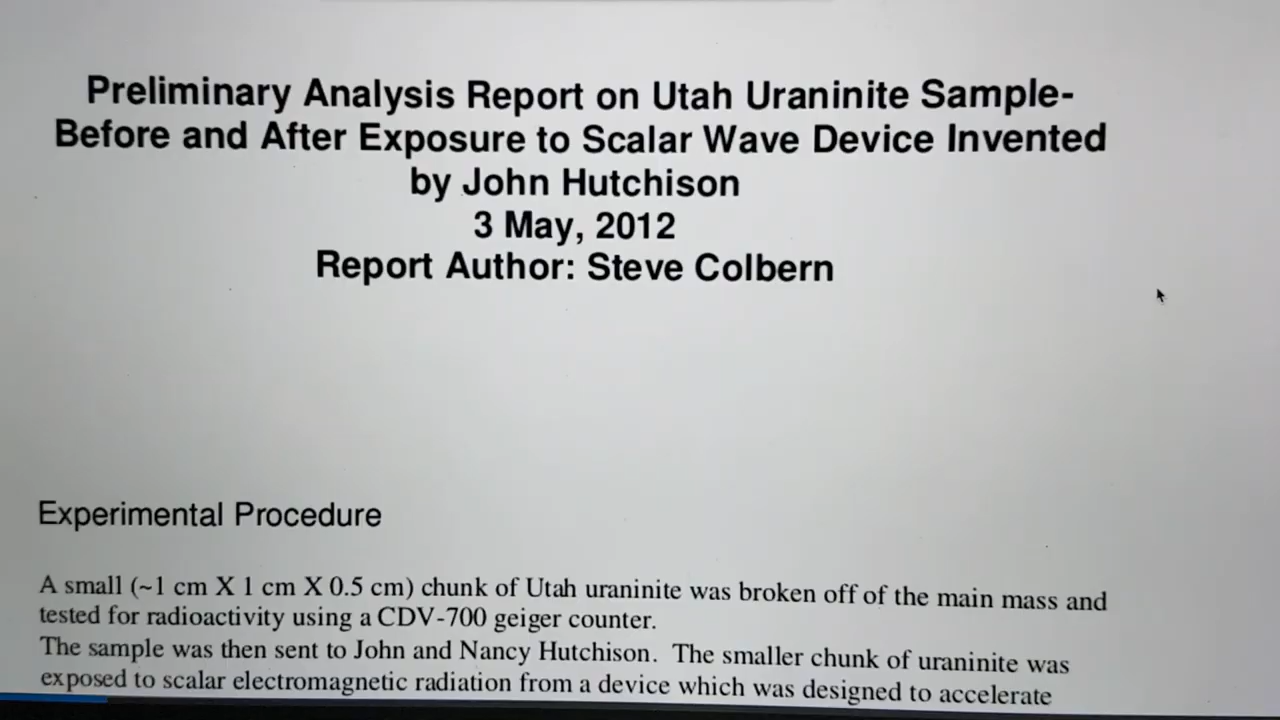 Preliminary Analysis Report on Utah Uraninite Sample-
Before and After Exposure to Scalar Wave Device Invented
by John Hutchison
3 May, 2012
Report Author: Steve Colbern
Experimental Procedure
A small (~1 cm X 1 cm X 0.5 cm) chunk of Utah uraninite was broken off of the main mass and
tested for radioactivity using a CDV-700 geiger counter.
The sample was then sent to John and Nancy Hutchison.  The smaller chunk of uraninite was
exposed to scalar electromagnetic radiation from a device which was designed to accelerate